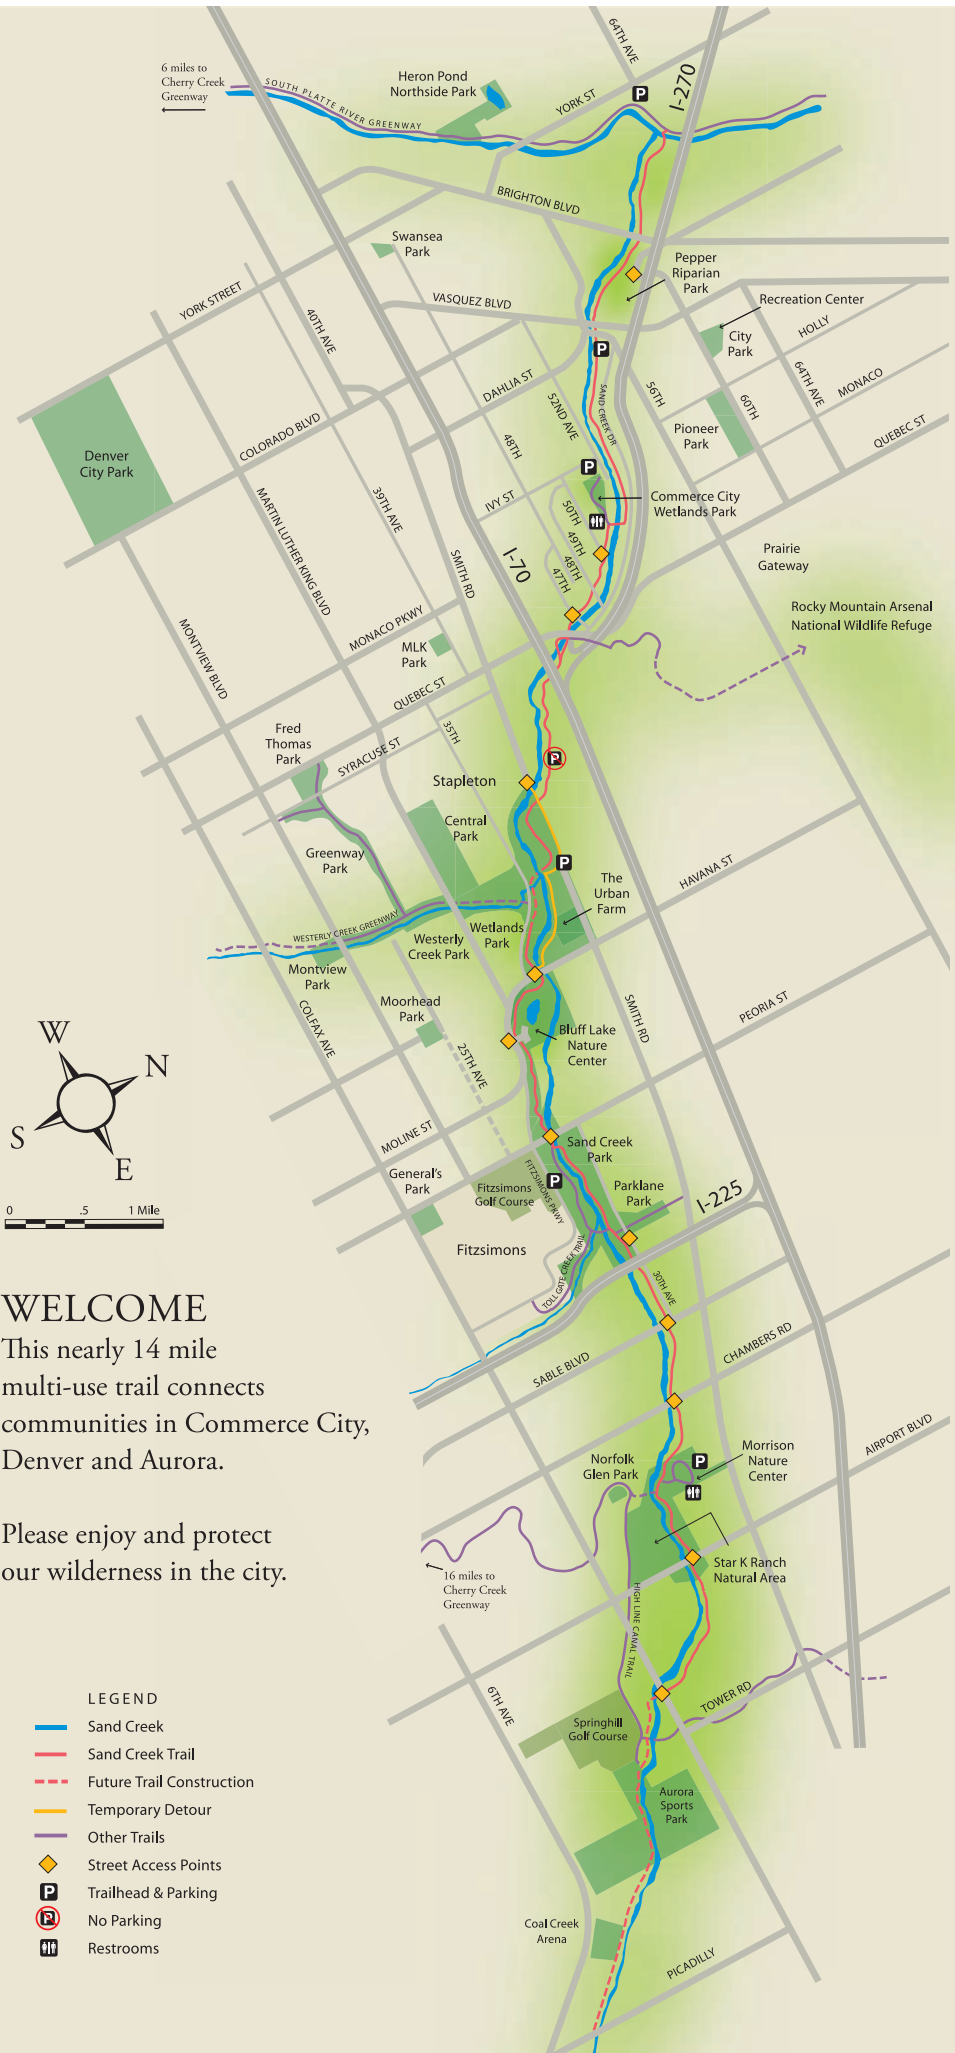 64TH AVE
I-270
6 miles to
Cherry Creek
Greenway
SOUTH PLATTE RIVER GREENWAY
Heron Pond
Northside Park
YORK ST
P
BRIGHTON BLVD
Swansea
Park
Pepper
Riparian
Park
YORK STREET
40TH AVE
VASQUEZ BLVD
Recreation Center
City
Park
HOLLY
P
64TH AVE
MONACO
DAHLIA ST
52ND AVE
SAND CREEK DR
56TH
60TH
QUEBEC ST
Pioneer
Park
COLORADO BLVD
48TH
Denver
City Park
P
MARTIN LUTHER KING BLVD
39TH AVE
IVY ST
50TH
49TH
48TH
47TH
Commerce City
Wetlands Park
SMITH RD
I-70
Prairie
Gateway
Rocky Mountain Arsenal
National Wildlife Refuge
MONTVIEW BLVD
MONACO PKWY
MLK
Park
QUEBEC ST
Fred
Thomas
Park
SYRACUSE ST
35TH
P
Stapleton
Central
Park
Greenway
Park
P
HAVANA ST
The
Urban
Farm
WESTERLY CREEK GREENWAY
Westerly
Creek Park
Wetlands
Park
Montview
Park
Moorhead
Park
COLFAX AVE
SMITH RD
PEORIA ST
Bluff Lake
Nature
Center
25TH AVE
W
N
S
E
MOLINE ST
Sand Creek
Park
General's
Park
Fitzsimons
Golf Course
FITZSIMONS PKWY
P
Parklane
Park
I-225
0 .5 1 Mile
Fitzsimons
TOLL GATE CREEK TRAIL
30TH AVE
WELCOME
This nearly 14 mile
multi-use trail connects
communities in Commerce City,
Denver and Aurora.
Please enjoy and protect
our wilderness in the city.
SABLE BLVD
CHAMBERS RD
AIRPORT BLVD
Norfolk
Glen Park
P
Morrison
Nature
Center
16 miles to
Cherry Creek
Greenway
Star K Ranch
Natural Area
HIGH LINE CANAL TRAIL
6TH AVE
TOWER RD
Springhill
Golf Course
Aurora
Sports
Park
Coal Creek
Arena
PICADILLY
LEGEND
Sand Creek
Sand Creek Trail
Future Trail Construction
Temporary Detour
Other Trails
Street Access Points
P Trailhead & Parking
P No Parking
Restrooms